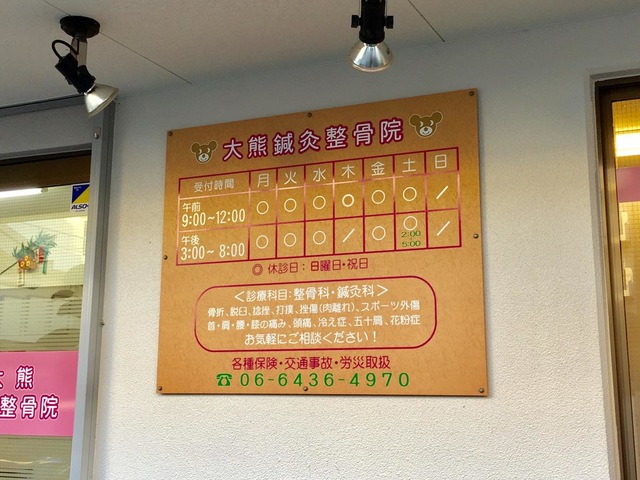 大熊鍼灸整骨院
受付時間 月 火 水 木 金 土 日
午前 9:00~12:00 ○ ○ ○ ○ ○ ○ /
午後 3:00~8:00 ○ ○ ○ / ○ ○ 2:00 5:00 /
◎ 休診日：日曜日・祝日
＜診療科目：整骨科・鍼灸科＞
骨折、脱臼、捻挫、打撲、挫傷(肉離れ)、スポーツ外傷
首・肩・腰・膝の痛み、頭痛、冷え症、五十肩、花粉症
お気軽にご相談ください！
各種保険・交通事故・労災取扱
☎ 06-6436-4970
大熊
整骨院
ALSOK